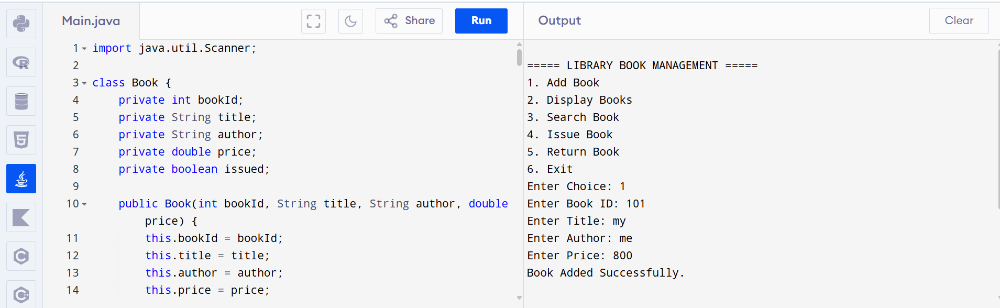 Main.java
Share
Run
1 import java.util.Scanner;
2
3 class Book {
4 private int bookId;
5 private String title;
6 private String author;
7 private double price;
8 private boolean issued;
9
10 public Book(int bookId, String title, String author, double
price) {
11 this.bookId = bookId;
12 this.title = title;
13 this.author = author;
14 this.price = price;
Output
Clear
===== LIBRARY BOOK MANAGEMENT =====
1. Add Book
2. Display Books
3. Search Book
4. Issue Book
5. Return Book
6. Exit
Enter Choice: 1
Enter Book ID: 101
Enter Title: my
Enter Author: me
Enter Price: 800
Book Added Successfully.